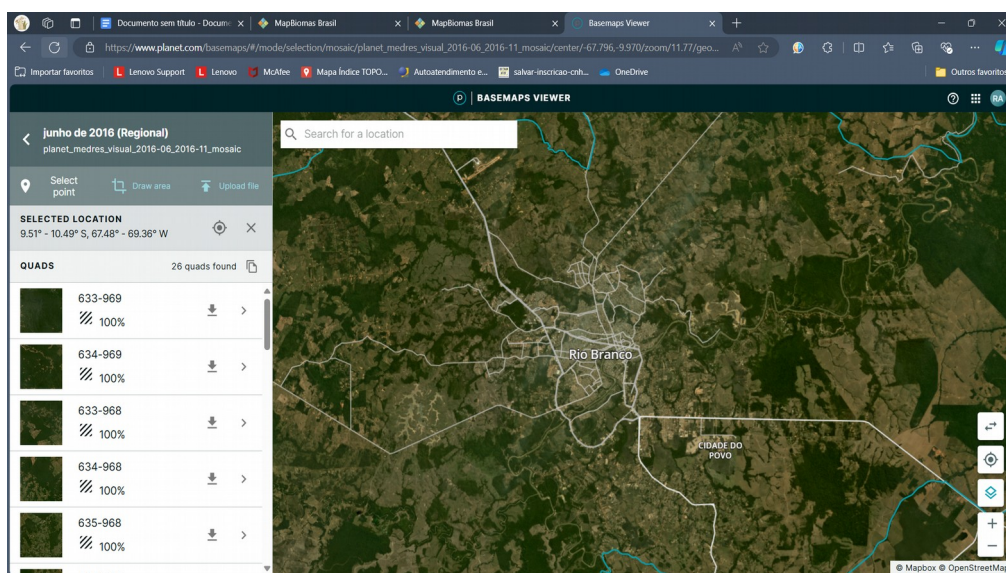 Documento sem título - Docume
MapBiomas Brasil
MapBiomas Brasil
Basemaps Viewer
https://www.planet.com/basemaps/#/mode/selection/mosaic/planet_medres_visual_2016-06_2016-11_mosaic/center/-67.796,-9.970/zoom/11.77/geo...
Importar favoritos
Lenovo Support
Lenovo
McAfee
Mapa Índice TOPO...
Autoatendimento e...
salvar-inscricao-cnh...
OneDrive
Outros favoritos
BASEMAPS VIEWER
RA
junho de 2016 (Regional)
planet_medres_visual_2016-06_2016-11_mosaic
Search for a location
Select point
Draw area
Upload file
SELECTED LOCATION
9.51° - 10.49° S, 67.48° - 69.36° W
QUADS
26 quads found
633-969
100%
634-969
100%
633-968
100%
634-968
100%
635-968
100%
Rio Branco
CIDADE DO
POVO
© Mapbox © OpenStreetMa